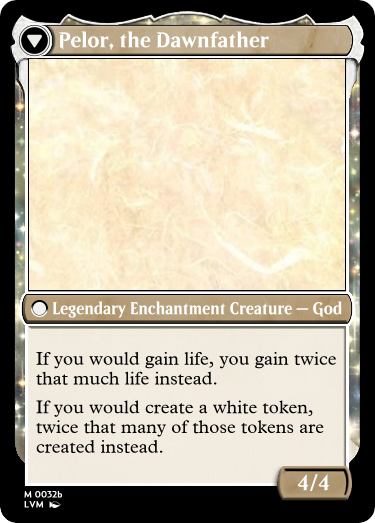 Pelor, the Dawnfather
Legendary Enchantment Creature — God
If you would gain life, you gain twice
that much life instead.
If you would create a white token,
twice that many of those tokens are
created instead.
4/4
M 0032b
LVM